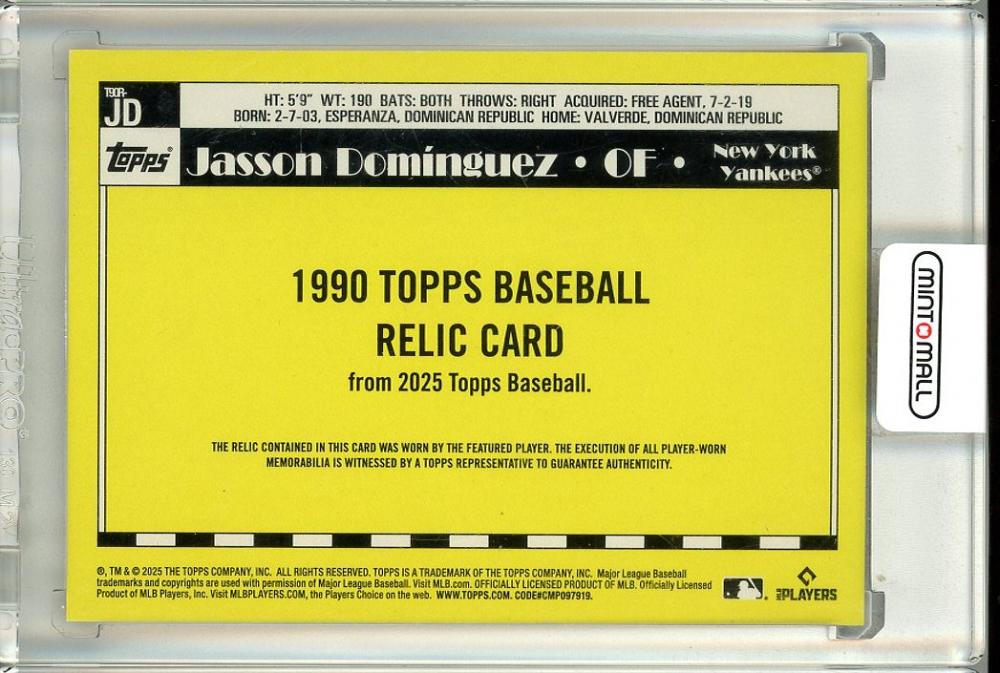 T90R-
JD
HT: 5'9" WT: 190 BATS: BOTH THROWS: RIGHT ACQUIRED: FREE AGENT, 7-2-19
BORN: 2-7-03, ESPERANZA, DOMINICAN REPUBLIC HOME: VALVERDE, DOMINICAN REPUBLIC
topps®
Jasson Domínguez • OF •
New York
Yankees®
1990 TOPPS BASEBALL
RELIC CARD
from 2025 Topps Baseball.
THE RELIC CONTAINED IN THIS CARD WAS WORN BY THE FEATURED PLAYER. THE EXECUTION OF ALL PLAYER-WORN
MEMORABILIA IS WITNESSED BY A TOPPS REPRESENTATIVE TO GUARANTEE AUTHENTICITY.
®, TM & © 2025 THE TOPPS COMPANY, INC. ALL RIGHTS RESERVED. TOPPS IS A TRADEMARK OF THE TOPPS COMPANY, INC. Major League Baseball
trademarks and copyrights are used with permission of Major League Baseball. Visit MLB.com. OFFICIALLY LICENSED PRODUCT OF MLB. Officially Licensed
Product of MLB Players, Inc. Visit MLBPLAYERS.COM, the Players Choice on the web. WWW.TOPPS.COM. CODE#CMP097919.
MLB PLAYERS
MINTOMALL
UltraPRO®